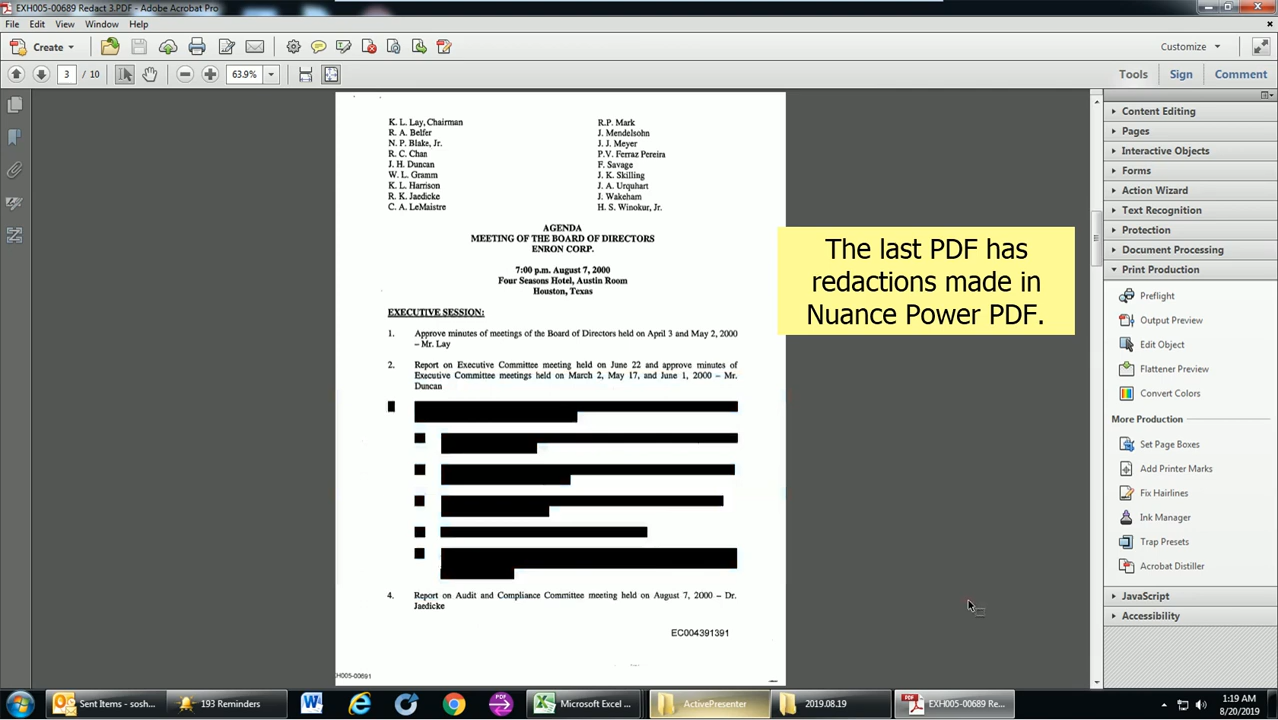 EXH005-00689 Redact 3.PDF - Adobe Acrobat Pro
File Edit View Window Help
Create
Customize
3 / 10
63.9%
Tools Sign Comment
K. L. Lay, Chairman
R. A. Belfer
N. P. Blake, Jr.
R. C. Chan
J. H. Duncan
W. L. Gramm
K. L. Harrison
R. K. Jaedicke
C. A. LeMaistre
R.P. Mark
J. Mendelsohn
J. J. Meyer
P.V. Ferraz Pereira
F. Savage
J. K. Skilling
J. A. Urquhart
J. Wakeham
H. S. Winokur, Jr.
AGENDA
MEETING OF THE BOARD OF DIRECTORS
ENRON CORP.
7:00 p.m. August 7, 2000
Four Seasons Hotel, Austin Room
Houston, Texas
EXECUTIVE SESSION:
1. Approve minutes of meetings of the Board of Directors held on April 3 and May 2, 2000
– Mr. Lay
2. Report on Executive Committee meeting held on June 22 and approve minutes of
Executive Committee meetings held on March 2, May 17, and June 1, 2000 – Mr.
Duncan
4. Report on Audit and Compliance Committee meeting held on August 7, 2000 – Dr.
Jaedicke
EC004391391
XH005-00691
The last PDF has
redactions made in
Nuance Power PDF.
Content Editing
Pages
Interactive Objects
Forms
Action Wizard
Text Recognition
Protection
Document Processing
Print Production
Preflight
Output Preview
Edit Object
Flattener Preview
Convert Colors
More Production
Set Page Boxes
Add Printer Marks
Fix Hairlines
Ink Manager
Trap Presets
Acrobat Distiller
JavaScript
Accessibility
Sent Items - sosh...
193 Reminders
PDF
Microsoft Excel ...
ActivePresenter
2019.08.19
EXH005-00689 Re...
1:19 AM
8/20/2019